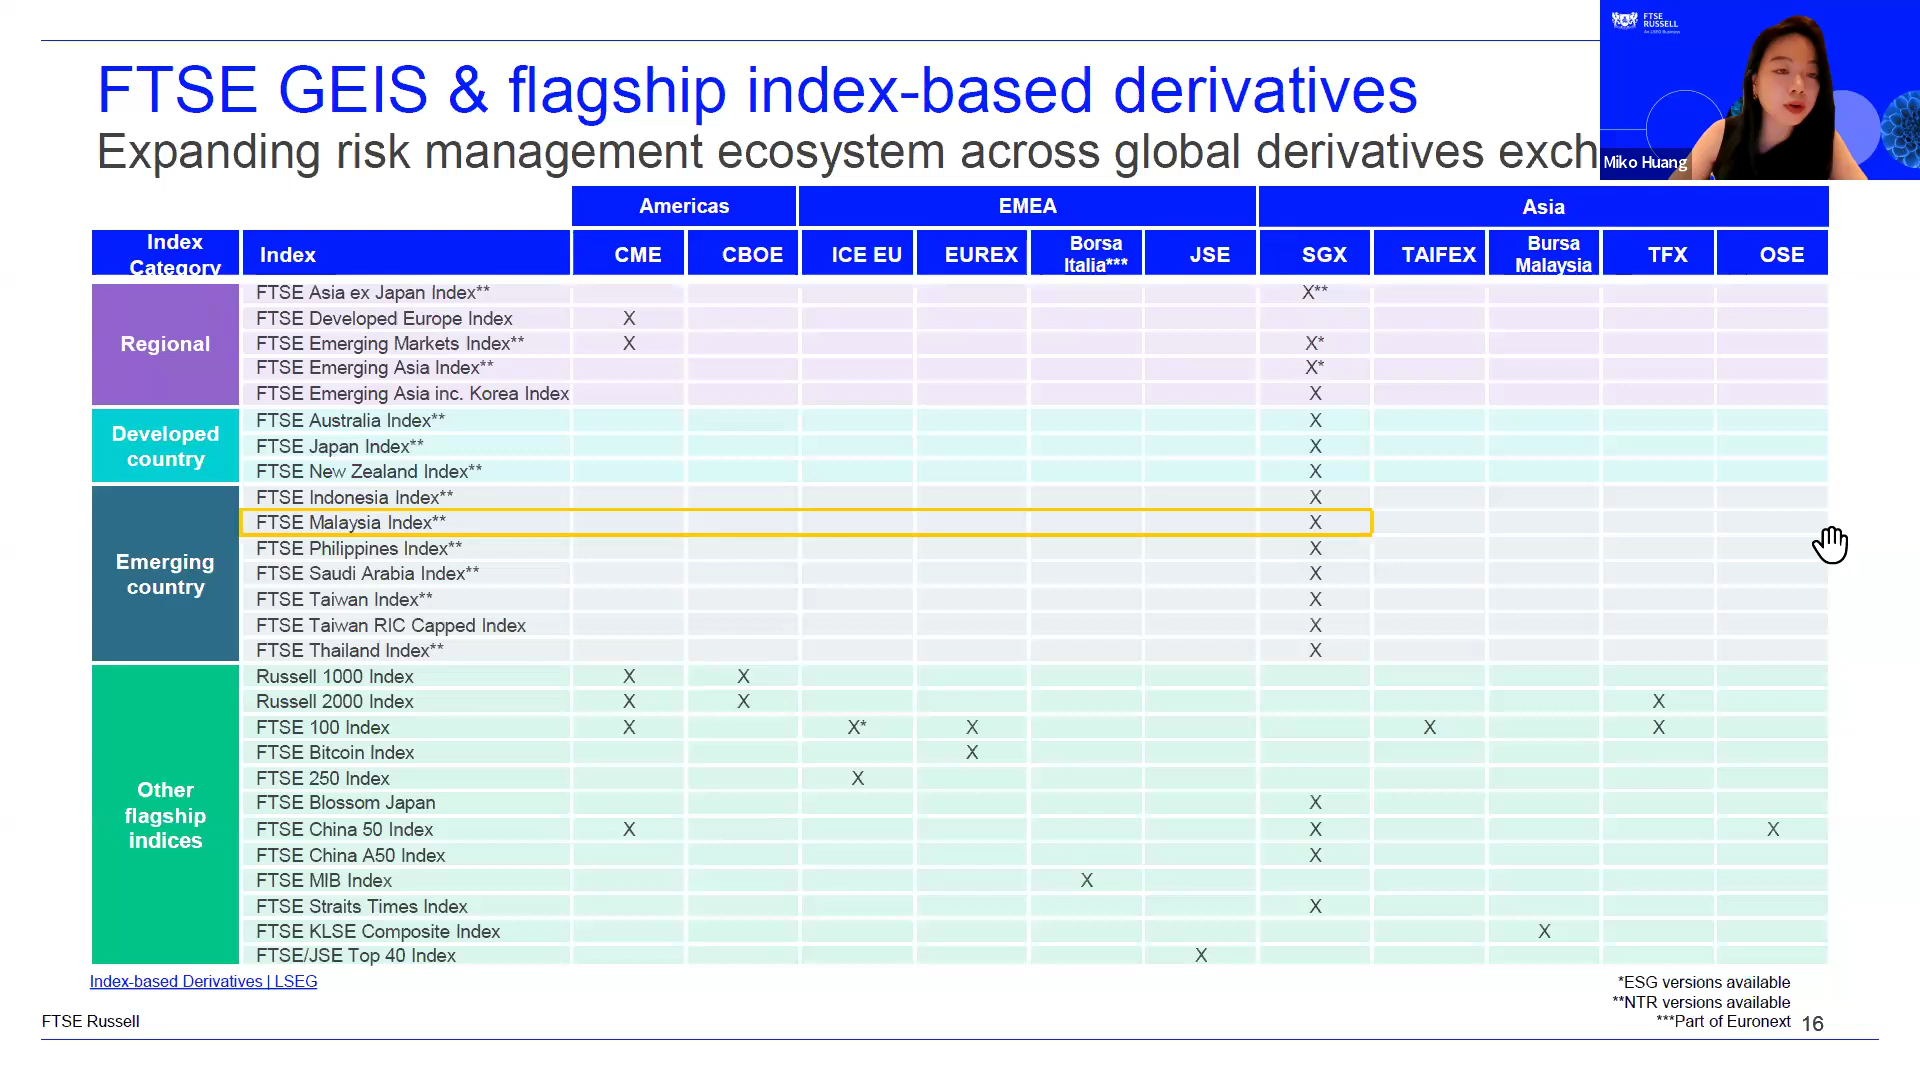 FTSE GEIS & flagship index-based derivatives
Expanding risk management ecosystem across global derivatives exch
FTSE
RUSSELL
An LSEG Business
Miko Huang
Americas EMEA Asia
Index Category Index CME CBOE ICE EU EUREX Borsa Italia*** JSE SGX TAIFEX Bursa Malaysia TFX OSE
Regional
FTSE Asia ex Japan Index** X**
FTSE Developed Europe Index X
FTSE Emerging Markets Index** X X*
FTSE Emerging Asia Index** X*
FTSE Emerging Asia inc. Korea Index X
Developed
country
FTSE Australia Index** X
FTSE Japan Index** X
FTSE New Zealand Index** X
Emerging
country
FTSE Indonesia Index** X
FTSE Malaysia Index** X
FTSE Philippines Index** X
FTSE Saudi Arabia Index** X
FTSE Taiwan Index** X
FTSE Taiwan RIC Capped Index X
FTSE Thailand Index** X
Other
flagship
indices
Russell 1000 Index X X
Russell 2000 Index X X X
FTSE 100 Index X X* X X X
FTSE Bitcoin Index X
FTSE 250 Index X
FTSE Blossom Japan X
FTSE China 50 Index X X X
FTSE China A50 Index X
FTSE MIB Index X
FTSE Straits Times Index X
FTSE KLSE Composite Index X
FTSE/JSE Top 40 Index X
Index-based Derivatives | LSEG
*ESG versions available
**NTR versions available
***Part of Euronext
FTSE Russell
16